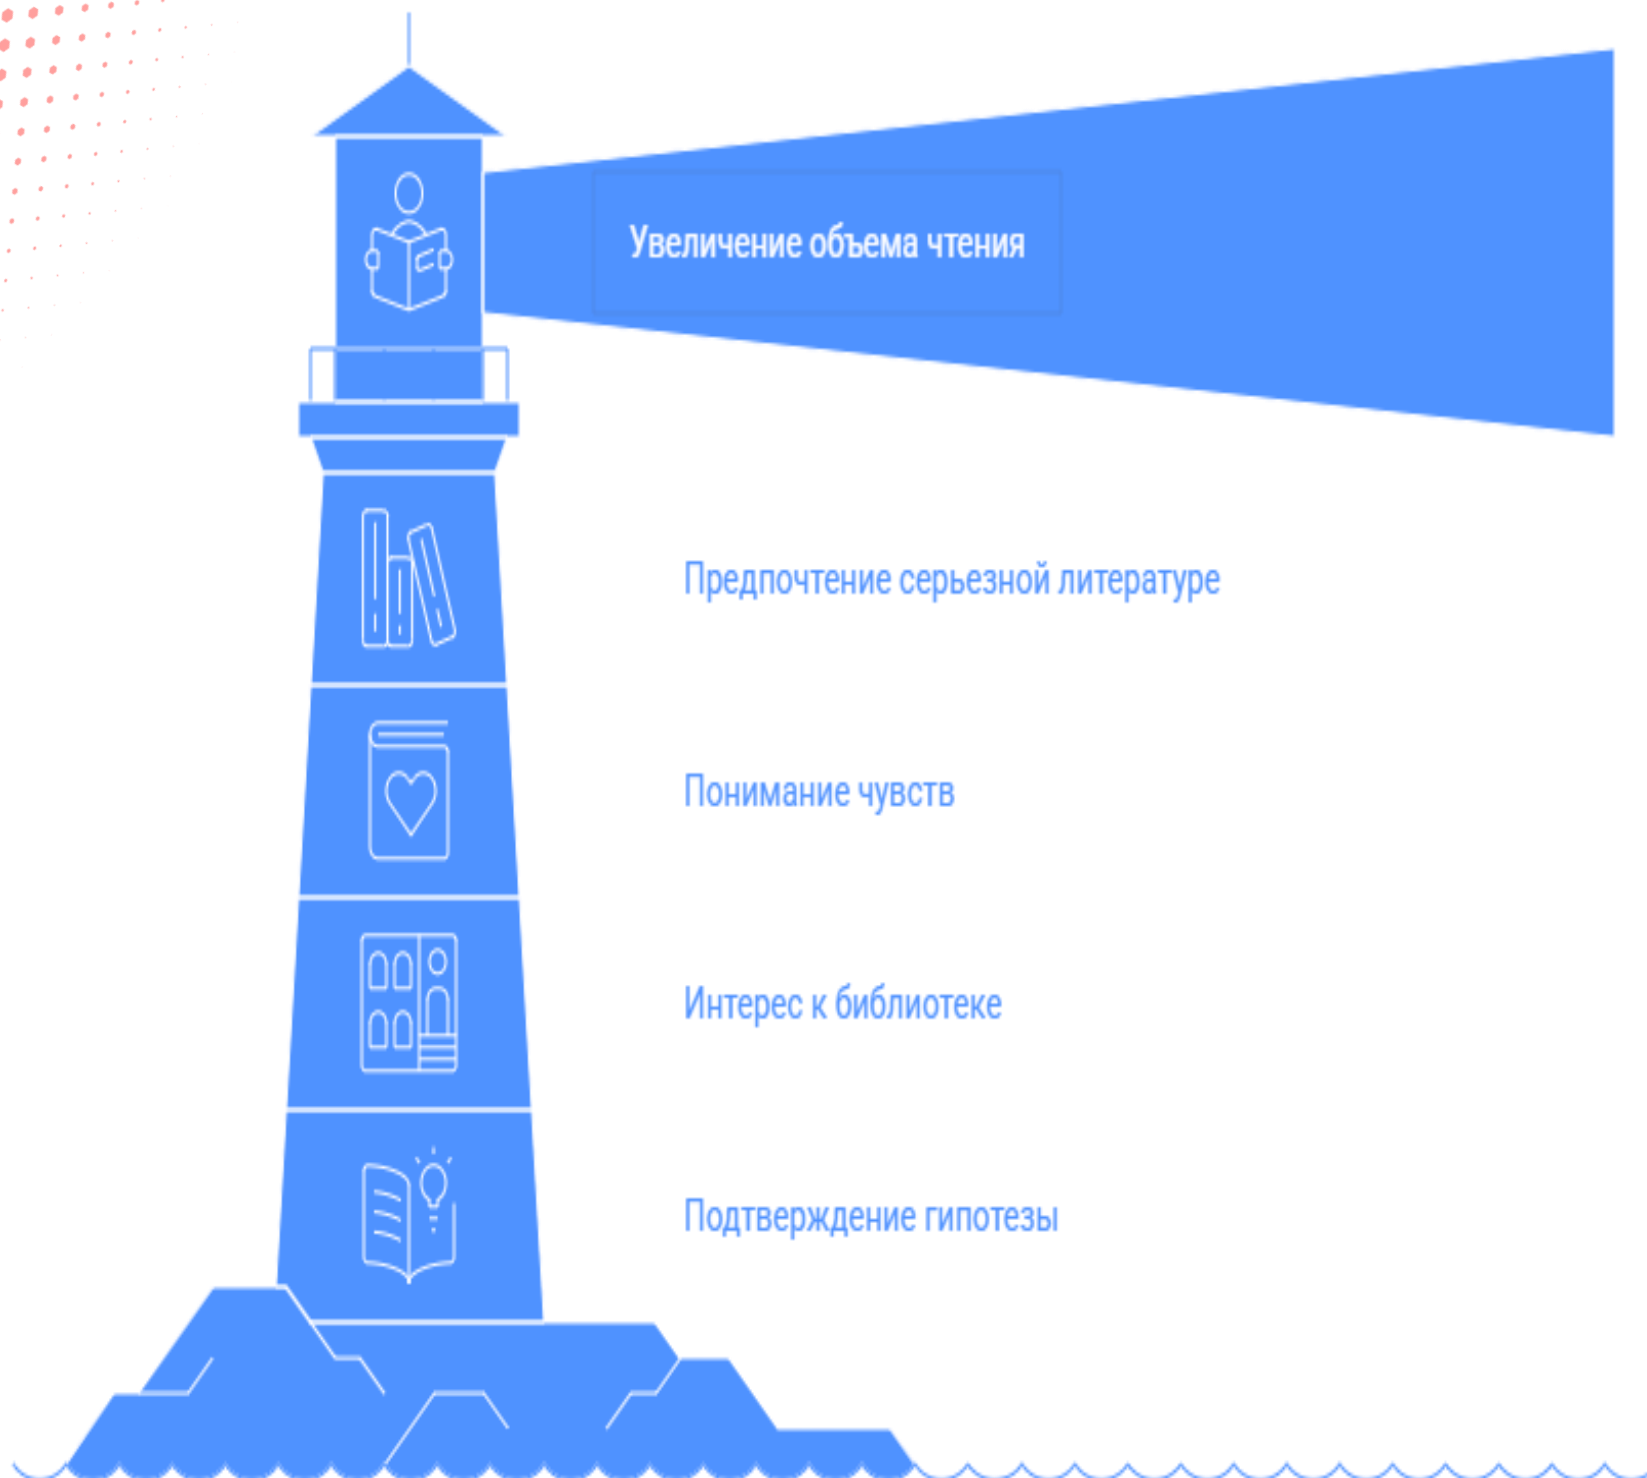 Увеличение объема чтения
Предпочтение серьезной литературе
Понимание чувств
Интерес к библиотеке
Подтверждение гипотезы